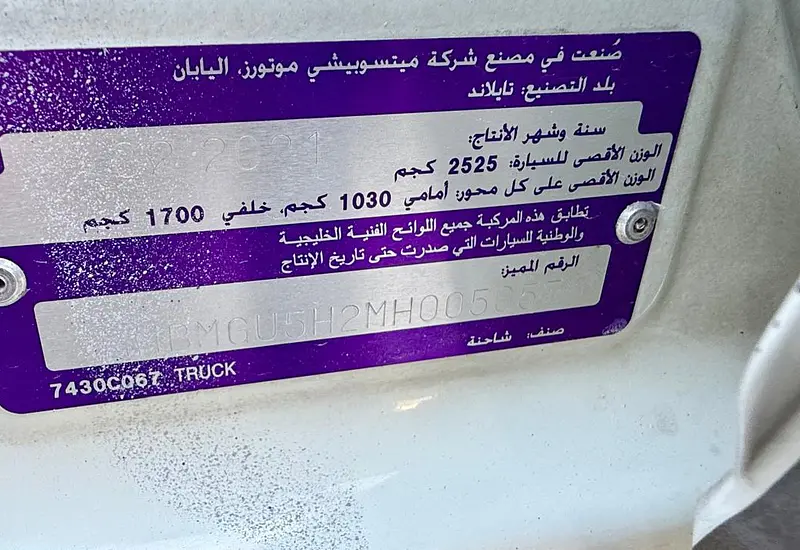 صُنعت في مصنع شركة ميتسوبيشي موتورز، اليابان
بلد التصنيع: تايلاند
سنة وشهر الأنتاج:
الوزن الأقصى للسيارة: 2525 كجم
الوزن الأقصى على كل محور: أمامي 1030 كجم، خلفي 1700 كجم
تطابق هذه المركبة جميع اللوائح الفنية الخليجية
والوطنية للسيارات التي صدرت حتى تاريخ الإنتاج
الرقم المميز:
صنف: شاحنة
7430C067 TRUCK